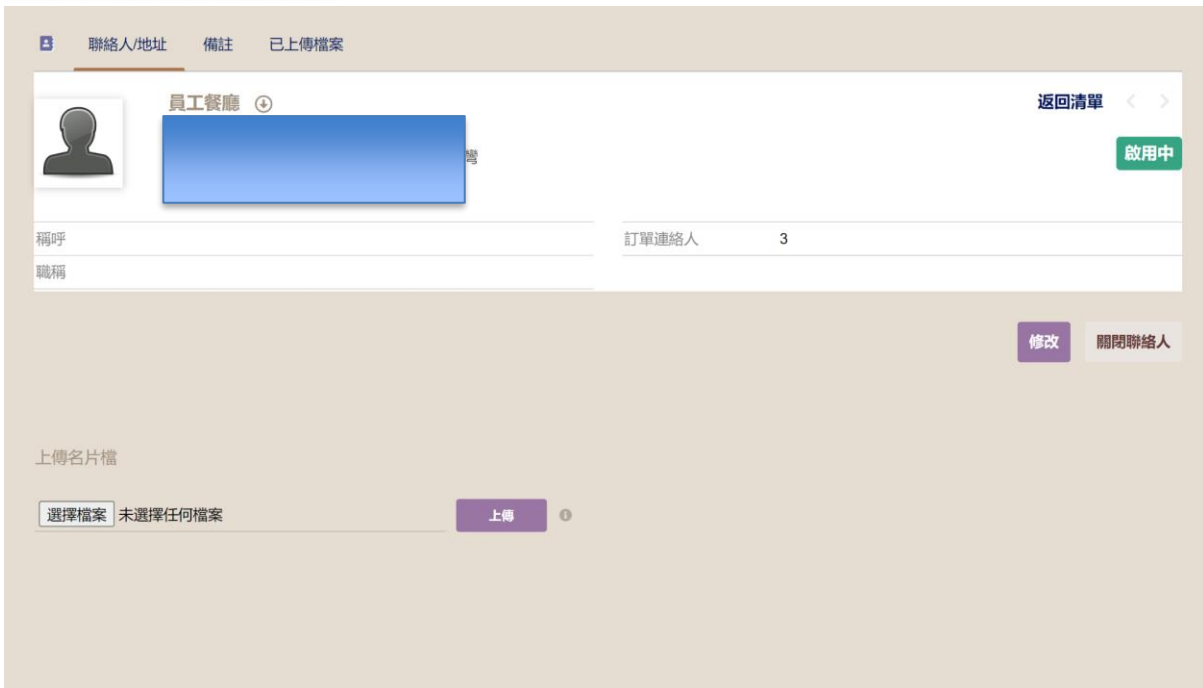 聯絡人/地址 備註 已上傳檔案
員工餐廳
返回清單
灣
啟用中
稱呼
訂單連絡人 3
職稱
修改 關閉聯絡人
上傳名片檔
選擇檔案 未選擇任何檔案 上傳